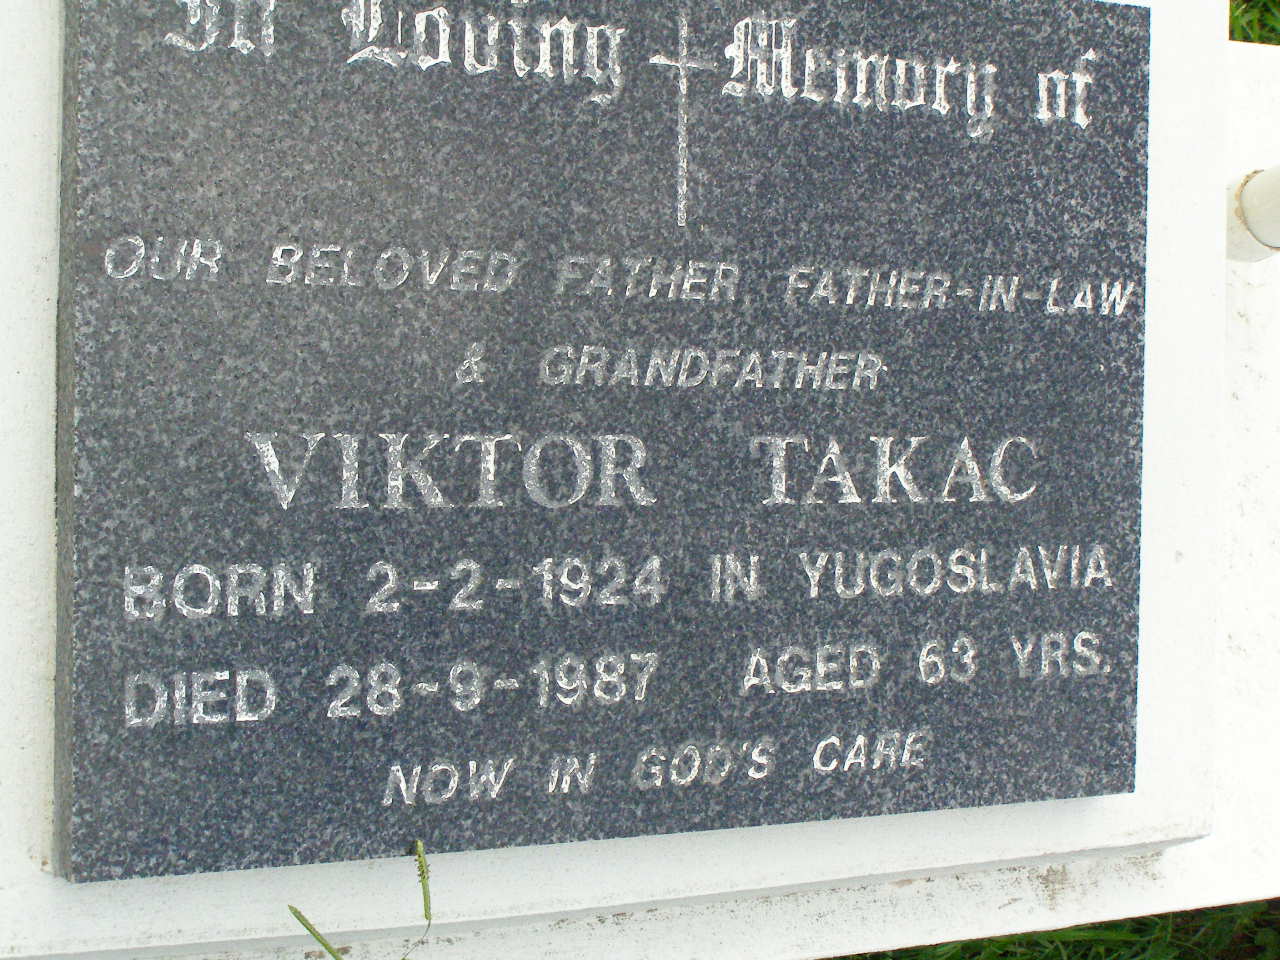 In Loving Memory of
OUR BELOVED FATHER, FATHER-IN-LAW
& GRANDFATHER
VIKTOR TAKAC
BORN 2-2-1924 IN YUGOSLAVIA
DIED 28-9-1987 AGED 63 YRS.
NOW IN GOD'S CARE